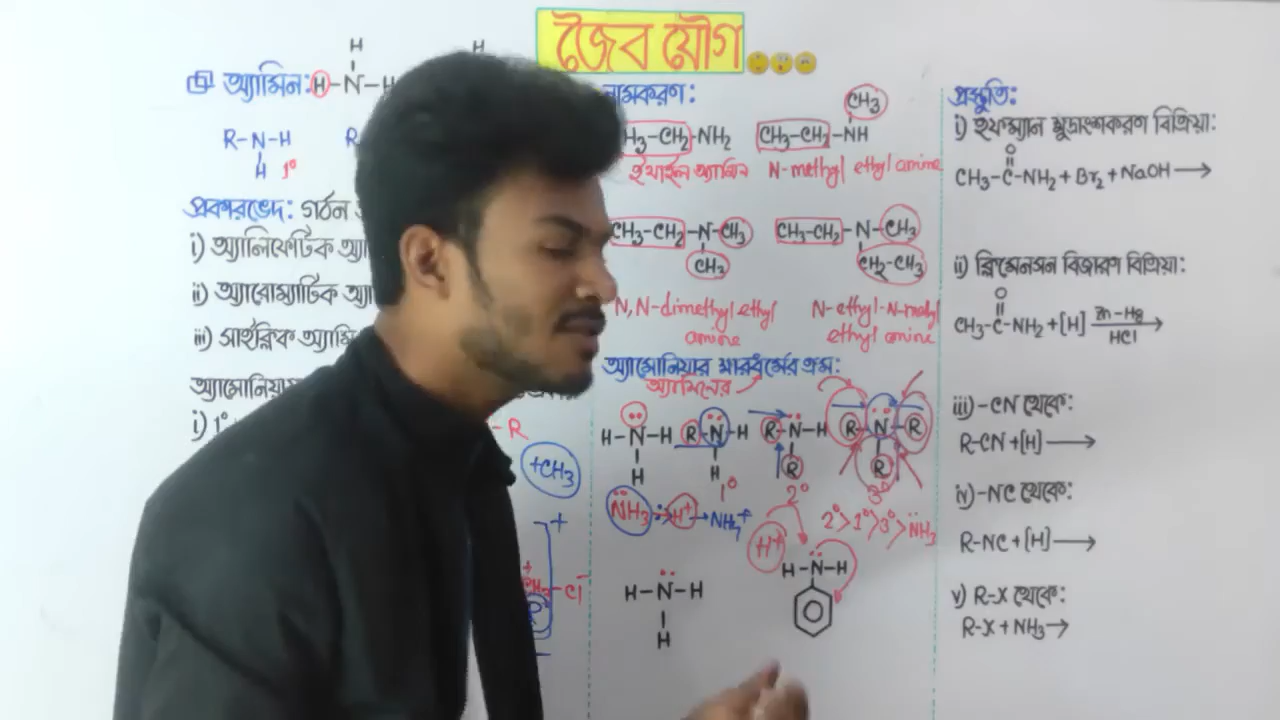 জৈব যৌগ
অ্যামিন:
H
H-N-H
R-N-H
H 1°
প্রকারভেদ: গঠন
i) অ্যালিফেটিক
ii) অ্যারোম্যাটিক
iii) সাইক্লিক
i) 1°
-R
+CH3
+
নামকরণ:
CH3-CH2-NH2
ইথাইল অ্যামিন
CH3
CH3-CH2-NH
N-methyl ethyl amine
CH3-CH2-N-CH3
CH3
N,N-dimethyl ethyl
amine
CH3-CH2-N-CH3
CH2-CH3
N-ethyl-N-methyl
ethyl amine
অ্যামোনিয়ার ক্ষারধর্মের ক্রম:
অ্যামিনের
H-N-H
H
R-N-H
H
1°
R-N-H
R
2°
R-N-R
R
3°
NH3 H+ → NH4+
2°>1°>3°>NH3
H-N-H
H
H+
H-N-H
প্রস্তুতি:
i) হফম্যান ক্ষুদ্রাংশকরণ বিক্রিয়া:
O
CH3-C-NH2 + Br2 + NaOH →
ii) ক্লিমেনসন বিজারণ বিক্রিয়া:
O
CH3-C-NH2 + [H] Zn-Hg →
HCl
iii) -CN থেকে:
R-CN + [H] →
iv) -NC থেকে:
R-NC + [H] →
v) R-X থেকে:
R-X + NH3 →